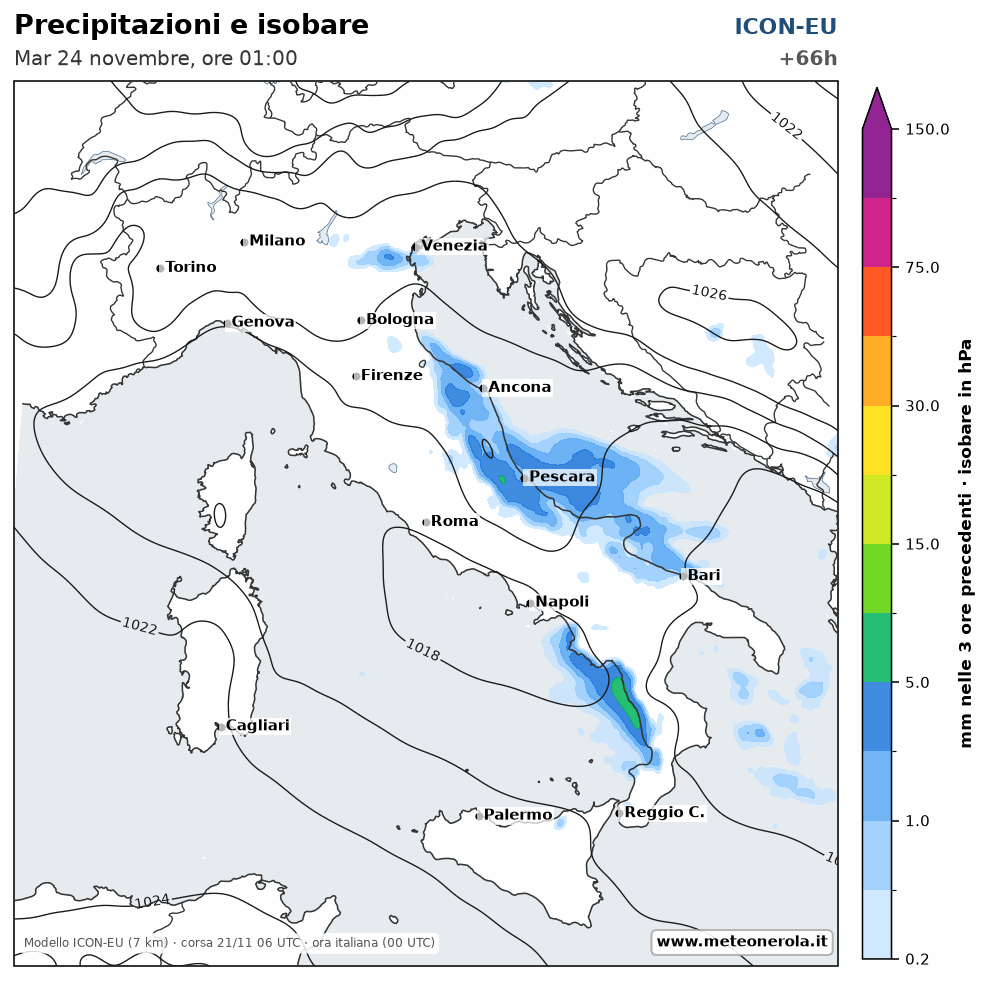 Precipitazioni e isobare
ICON-EU
Mar 24 novembre, ore 01:00
+66h
1022
150.0
Milano
Venezia
Torino
75.0
1026
Bologna
Genova
Firenze
Ancona
30.0
Pescara
Roma
15.0
Bari
Napoli
1022
1018
5.0
Cagliari
Palermo
Reggio C.
1.0
1024
Modello ICON-EU (7 km) · corsa 21/11 06 UTC · ora italiana (00 UTC)
www.meteonerola.it
0.2
mm nelle 3 ore precedenti · isobare in hPa